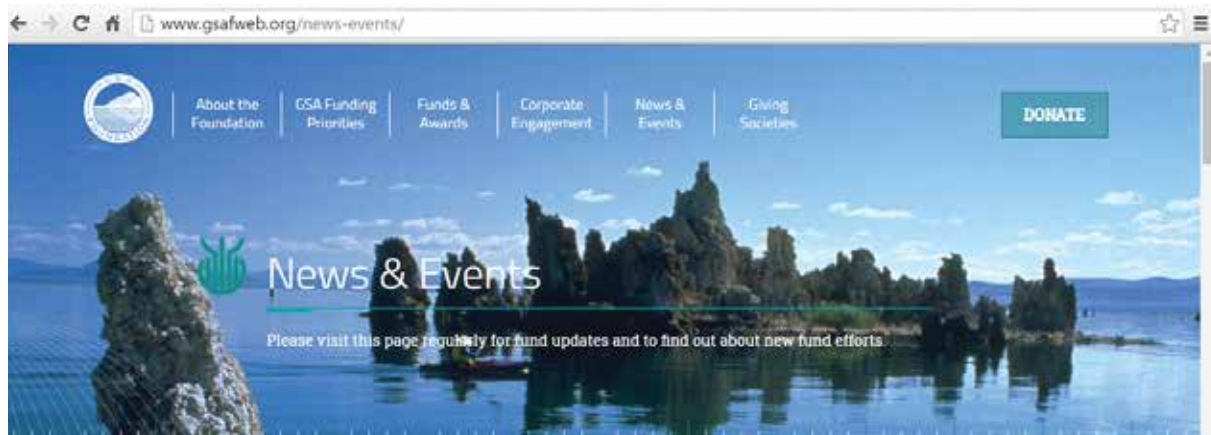 www.gsafweb.org/news-events/
About the
Foundation
GSA Funding
Priorities
Funds &
Awards
Corporate
Engagement
News &
Events
Giving
Societies
DONATE
News & Events
Please visit this page regularly for fund updates and to find out about new fund efforts.